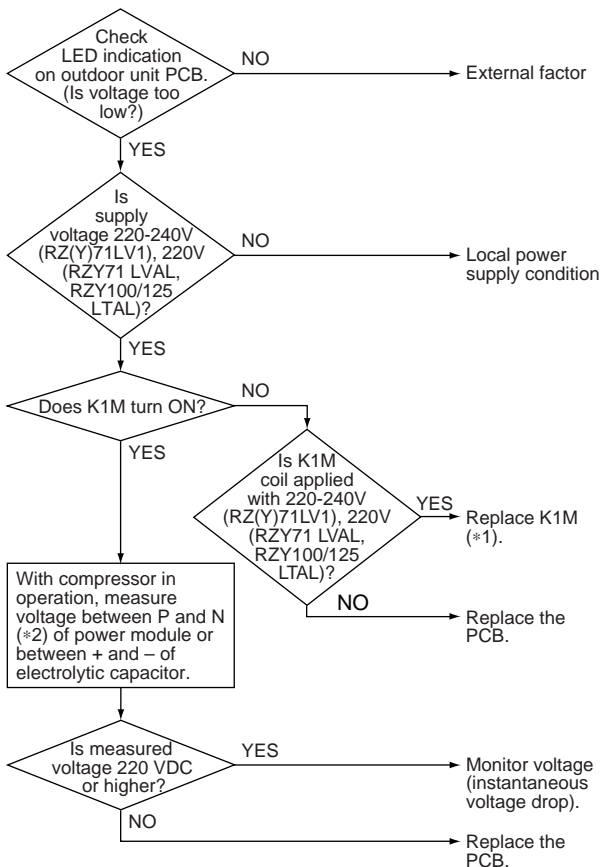 Check
LED indication
on outdoor unit PCB.
(Is voltage too
low?)
NO
External factor
YES
Is
supply
voltage 220-240V
(RZ(Y)71LV1), 220V
(RZY71 LVAL,
RZY100/125
LTAL)?
NO
Local power
supply condition
YES
Does K1M turn ON?
NO
YES
Is K1M
coil applied
with 220-240V
(RZ(Y)71LV1), 220V
(RZY71 LVAL,
RZY100/125
LTAL)?
YES
Replace K1M
(*1).
NO
Replace the
PCB.
With compressor in
operation, measure
voltage between P and N
(*2) of power module or
between + and – of
electrolytic capacitor.
Is measured
voltage 220 VDC
or higher?
YES
Monitor voltage
(instantaneous
voltage drop).
NO
Replace the
PCB.